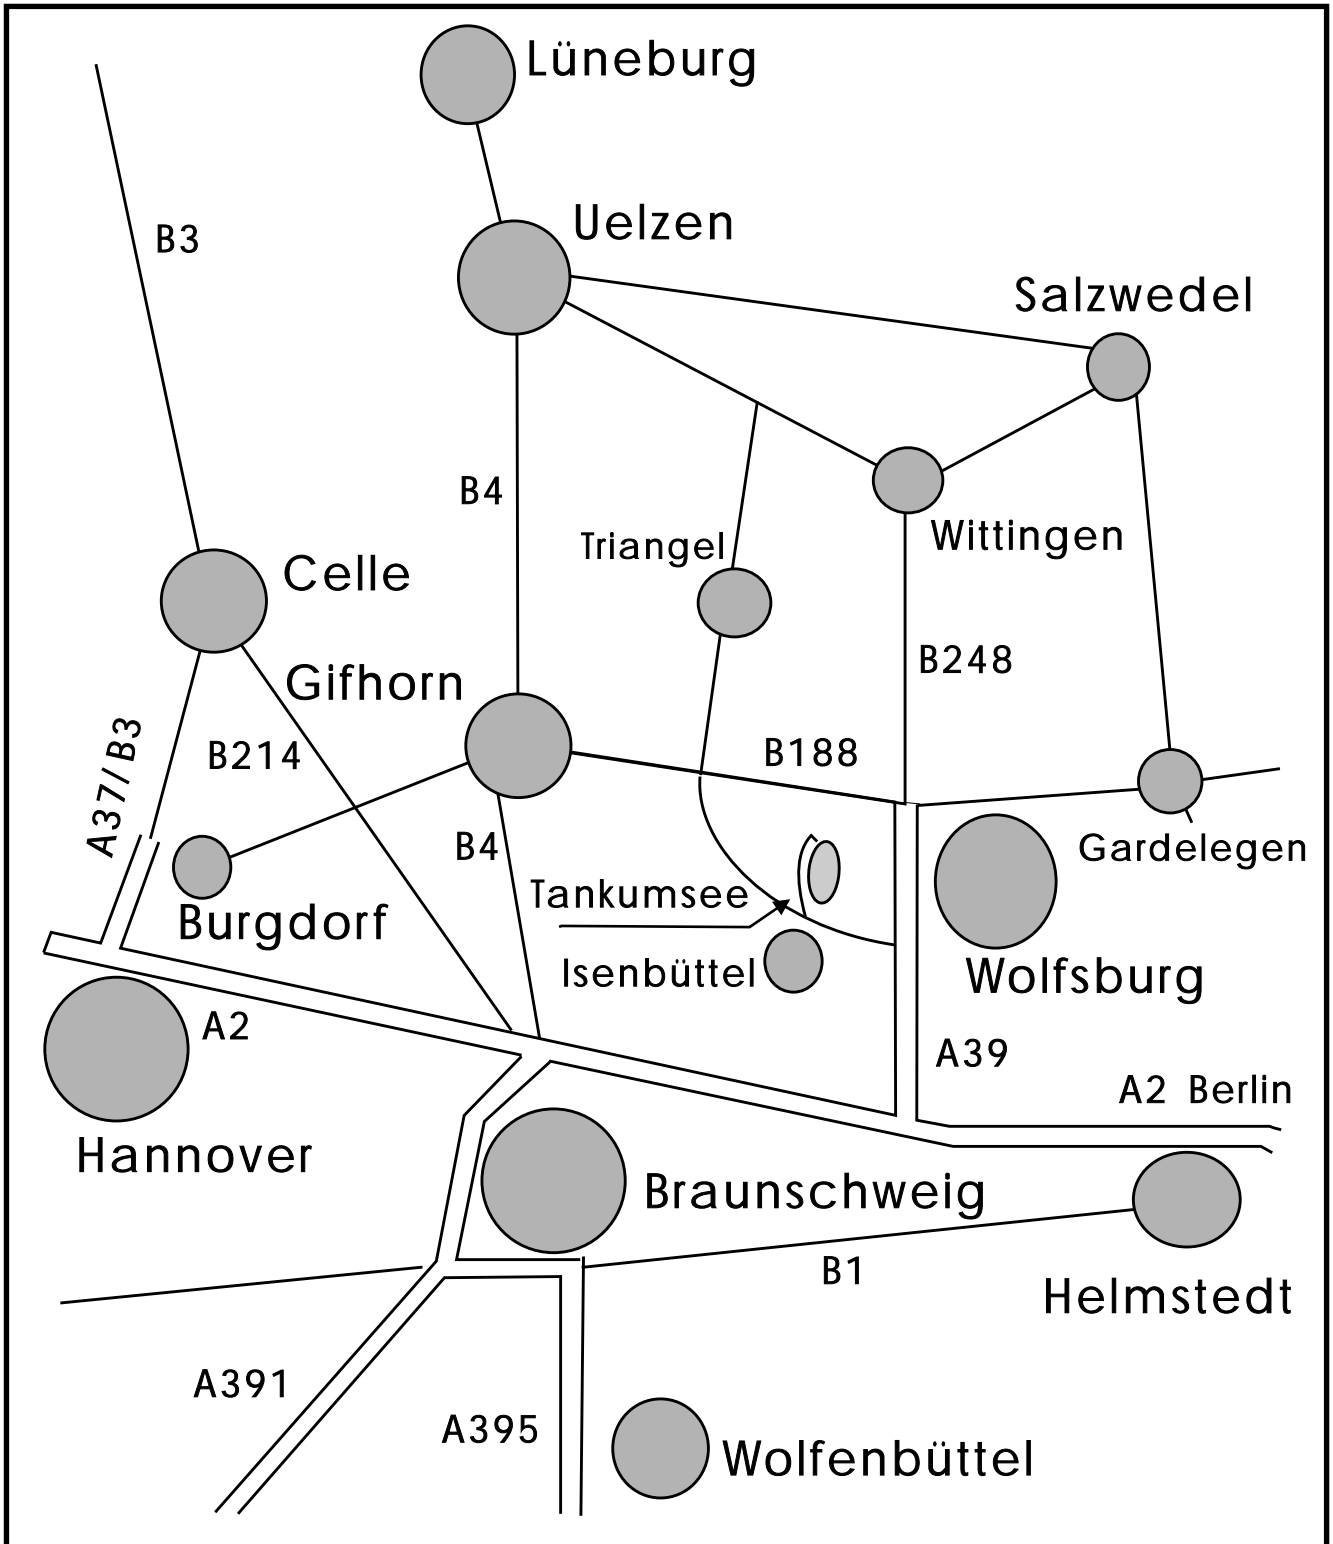 Lüneburg
Uelzen
B3
Salzwedel
B4
Wittingen
Triangel
Celle
B248
Gifhorn
A37/B3
B214
B188
B4
Gardelegen
Tankumsee
Burgdorf
Isenbüttel
Wolfsburg
A2
A39
A2 Berlin
Hannover
Braunschweig
B1
Helmstedt
A391
A395
Wolfenbüttel